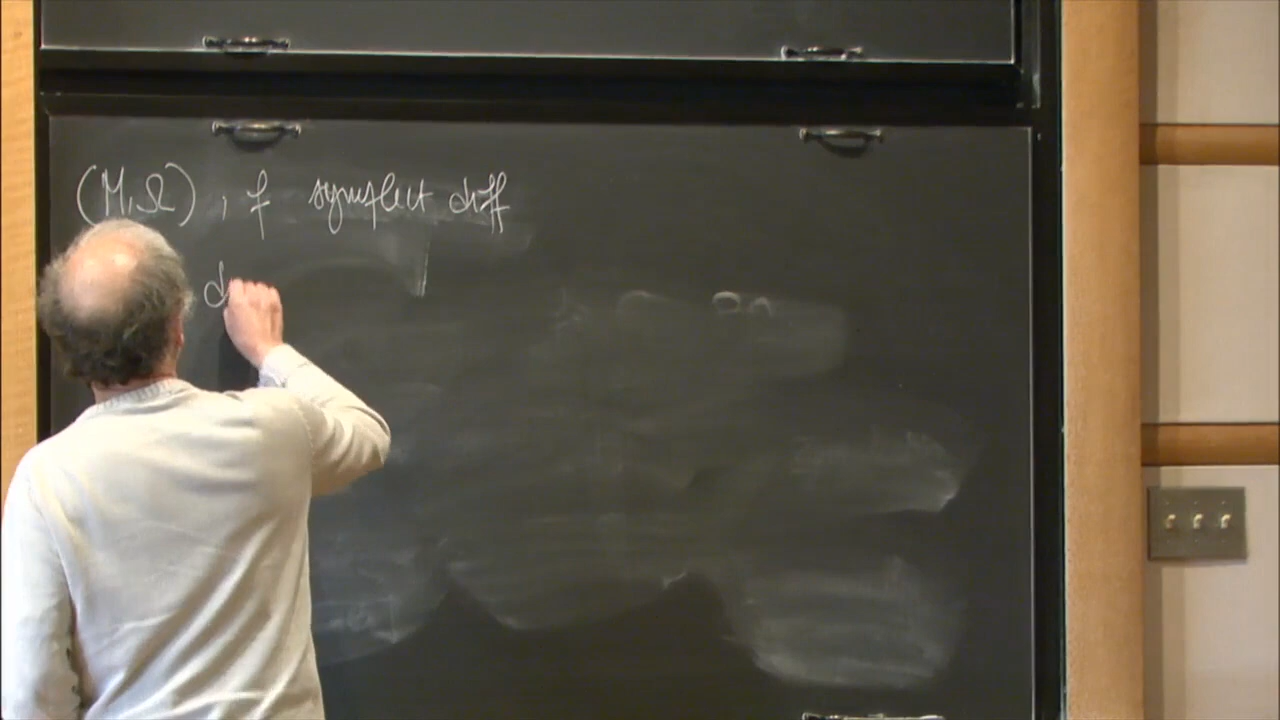 (M, Ω), f symplect diff
d